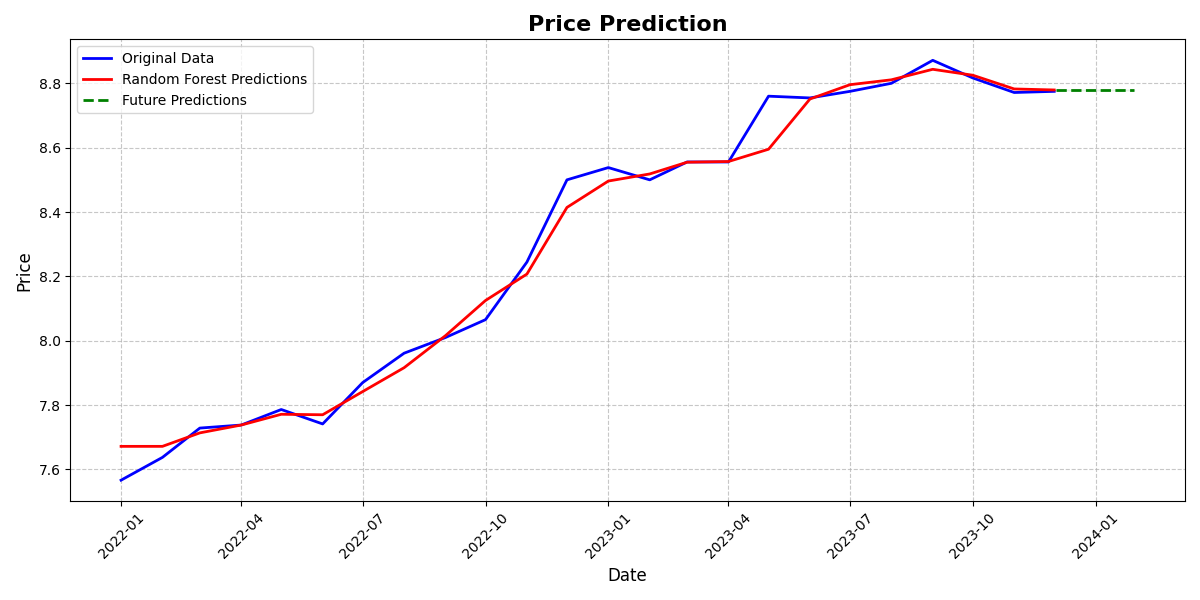 Price Prediction
Original Data
Random Forest Predictions
Future Predictions
Price
8.8
8.6
8.4
8.2
8.0
7.8
7.6
2022-01
2022-04
2022-07
2022-10
2023-01
2023-04
2023-07
2023-10
2024-01
Date